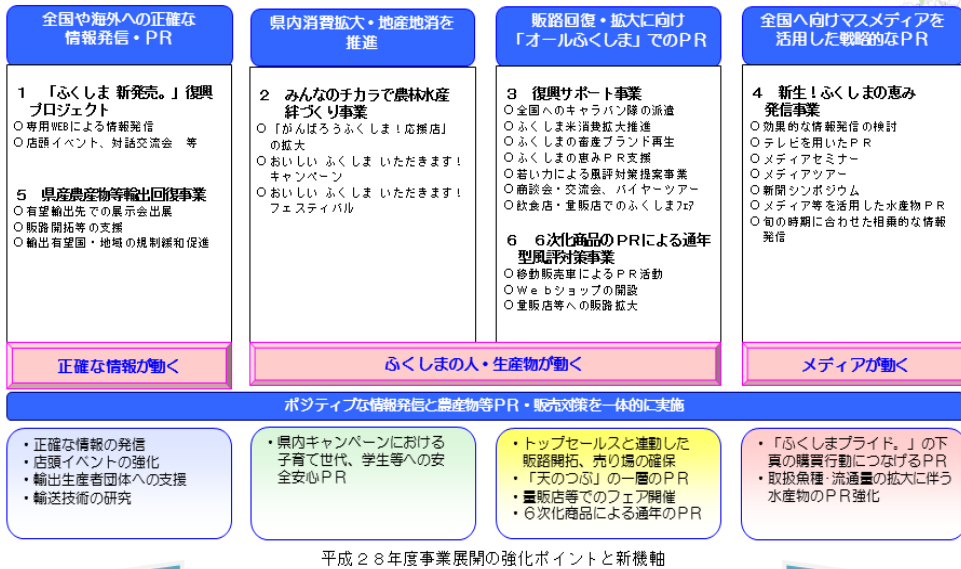 全国や海外への正確な
情報発信・PR
1　「ふくしま 新発売。」復興
プロジェクト
○専用WEBによる情報発信
○店頭イベント、対話交流会　等
5　県産農産物等輸出回復事業
○有望輸出先での展示会出展
○販路開拓等の支援
○輸出有望国・地域の規制緩和促進
県内消費拡大・地産地消を
推進
2　みんなのチカラで農林水産
絆づくり事業
○「がんばろうふくしま！応援店」
の拡大
○おいしい ふくしま いただきます！
キャンペーン
○おいしい ふくしま いただきます！
フェスティバル
販路回復・拡大に向け
「オールふくしま」でのPR
3　復興サポート事業
○全国へのキャラバン隊の派遣
○ふくしま米消費拡大推進
○ふくしまの畜産ブランド再生
○ふくしまの恵みPR支援
○若い力による風評対策提案事業
○商談会・交流会、バイヤーツアー
○飲食店・量販店でのふくしまフェア
6　6次化商品のPRによる通年
型風評対策事業
○移動販売車によるPR活動
○Webショップの開設
○量販店等への販路拡大
全国へ向けマスメディアを
活用した戦略的なPR
4　新生！ふくしまの恵み
発信事業
○効果的な情報発信の検討
○テレビを用いたPR
○メディアセミナー
○メディアツアー
○新聞シンポジウム
○メディア等を活用した水産物PR
○旬の時期に合わせた相乗的な情報
発信
正確な情報が動く
ふくしまの人・生産物が動く
メディアが動く
ポジティブな情報発信と農産物等PR・販売対策を一体的に実施
・正確な情報の発信
・店頭イベントの強化
・輸出生産者団体への支援
・輸送技術の研究
・県内キャンペーンにおける
子育て世代、学生等への安
全安心PR
・トップセールスと連動した
販路開拓、売り場の確保
・「天のつぶ」の一層のPR
・量販店等でのフェア開催
・6次化商品による通年のPR
・「ふくしまプライド。」の下
真の購買行動につなげるPR
・取扱魚種・流通量の拡大に伴う
水産物のPR強化
平成28年度事業展開の強化ポイントと新機軸